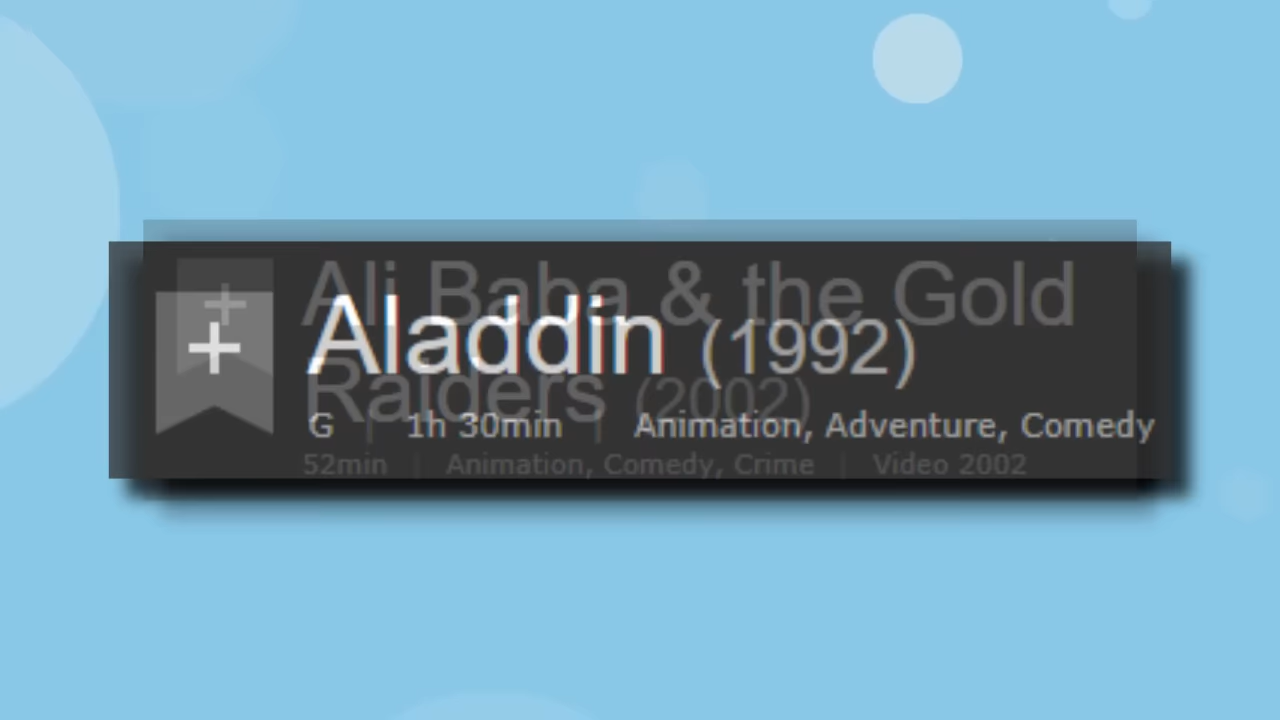 Ali Baba & the Gold
Raiders (2002)
52min | Animation, Comedy, Crime | Video 2002
Aladdin (1992)
G | 1h 30min | Animation, Adventure, Comedy